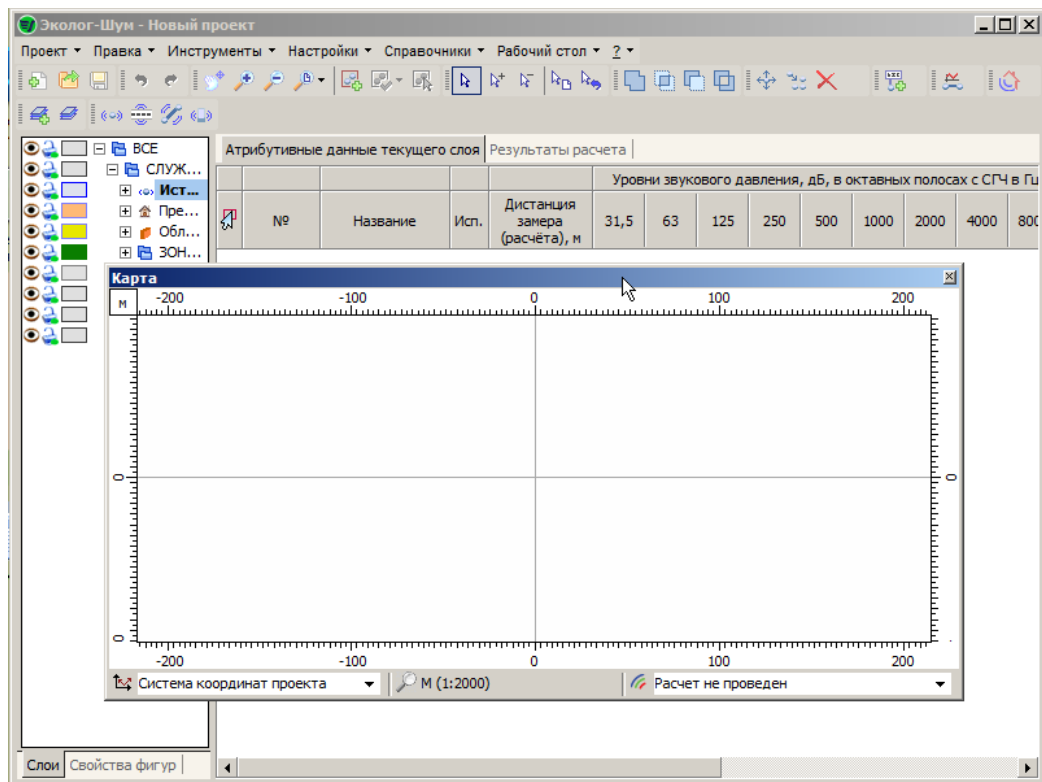 Эколог-Шум - Новый проект
Проект Правка Инструменты Настройки Справочники Рабочий стол ?
ВСЕ
СЛУЖ...
Ист...
Пре...
Обл...
ЗОН...
Атрибутивные данные текущего слоя Результаты расчета
Уровни звукового давления, дБ, в октавных полосах с СГЧ в Гц
№ Название Исп. Дистанция замера (расчёта), м 31,5 63 125 250 500 1000 2000 4000 800
Карта
М -200 -100 0 100 200
0 0
0
-200 -100 0 100 200
Система координат проекта М (1:2000) Расчет не проведен
Слои Свойства фигур